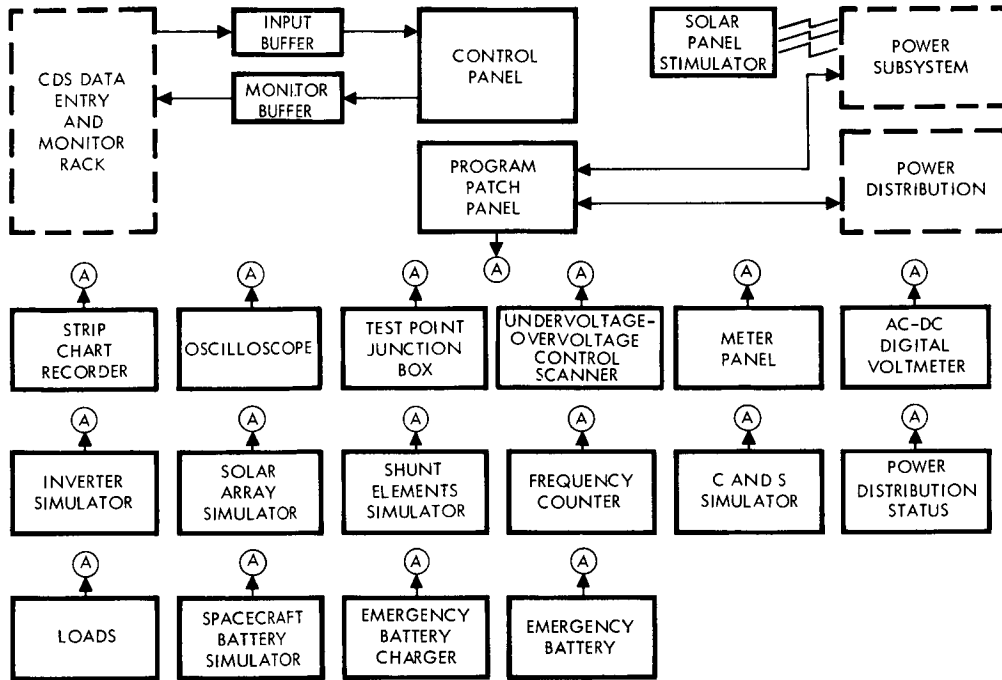 CDS DATA
ENTRY
AND
MONITOR
RACK
INPUT
BUFFER
MONITOR
BUFFER
CONTROL
PANEL
SOLAR
PANEL
STIMULATOR
POWER
SUBSYSTEM
PROGRAM
PATCH
PANEL
POWER
DISTRIBUTION
A
A
A
A
A
A
A
STRIP
CHART
RECORDER
OSCILLOSCOPE
TEST POINT
JUNCTION
BOX
UNDERVOLTAGE-
OVERVOLTAGE
CONTROL
SCANNER
METER
PANEL
AC-DC
DIGITAL
VOLTMETER
A
A
A
A
A
A
INVERTER
SIMULATOR
SOLAR
ARRAY
SIMULATOR
SHUNT
ELEMENTS
SIMULATOR
FREQUENCY
COUNTER
C AND S
SIMULATOR
POWER
DISTRIBUTION
STATUS
A
A
A
A
LOADS
SPACECRAFT
BATTERY
SIMULATOR
EMERGENCY
BATTERY
CHARGER
EMERGENCY
BATTERY